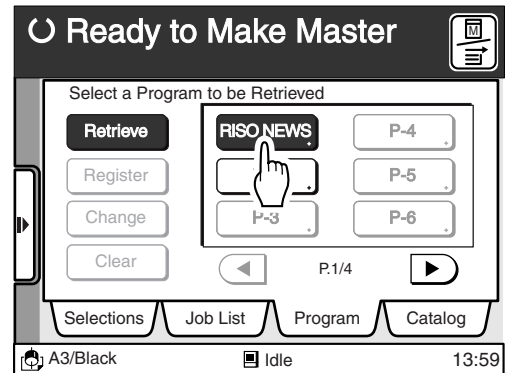 Ready to Make Master
M
Select a Program to be Retrieved
Retrieve RISO NEWS P-4
Register P-5
Change P-3 P-6
Clear P.1/4
Selections Job List Program Catalog
A3/Black Idle 13:59